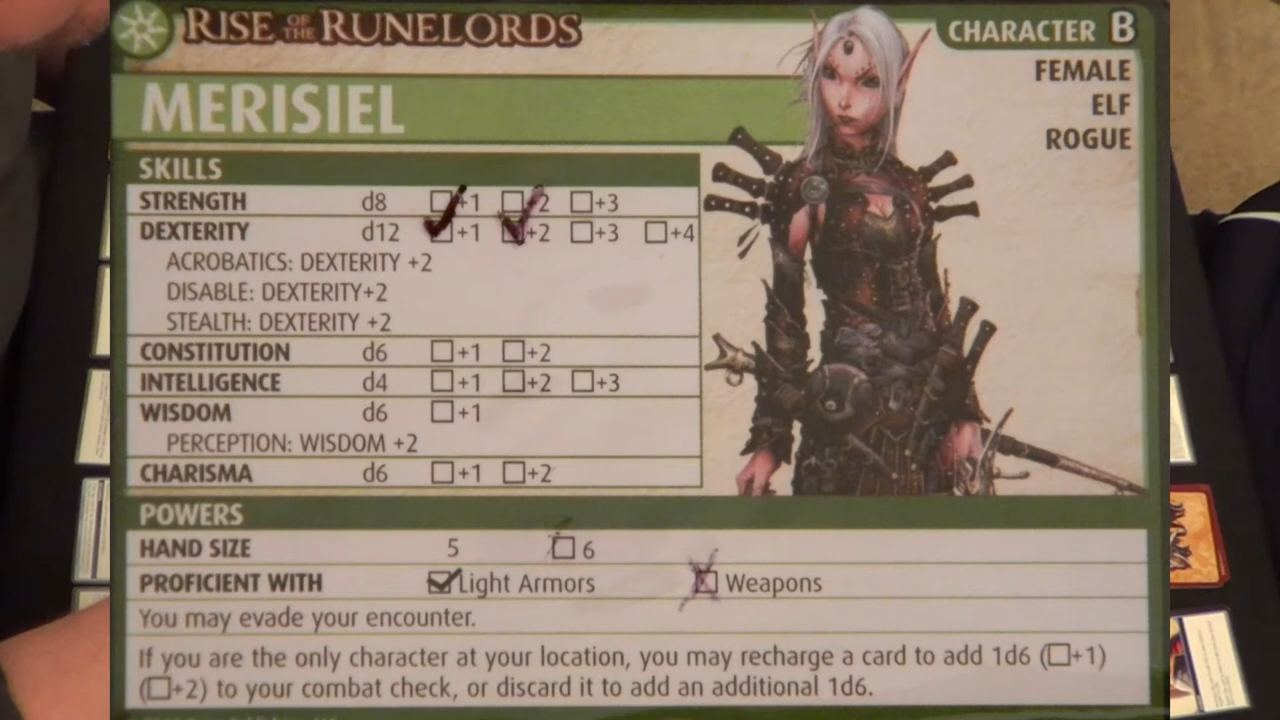 RISE OF THE RUNELORDS
CHARACTER B
FEMALE
ELF
ROGUE
MERISIEL
SKILLS
STRENGTH d8 +1 +2 +3
DEXTERITY d12 +1 +2 +3 +4
ACROBATICS: DEXTERITY +2
DISABLE: DEXTERITY+2
STEALTH: DEXTERITY +2
CONSTITUTION d6 +1 +2
INTELLIGENCE d4 +1 +2 +3
WISDOM d6 +1
PERCEPTION: WISDOM +2
CHARISMA d6 +1 +2
POWERS
HAND SIZE 5 6
PROFICIENT WITH Light Armors Weapons
You may evade your encounter.
If you are the only character at your location, you may recharge a card to add 1d6 (+1)
(+2) to your combat check, or discard it to add an additional 1d6.